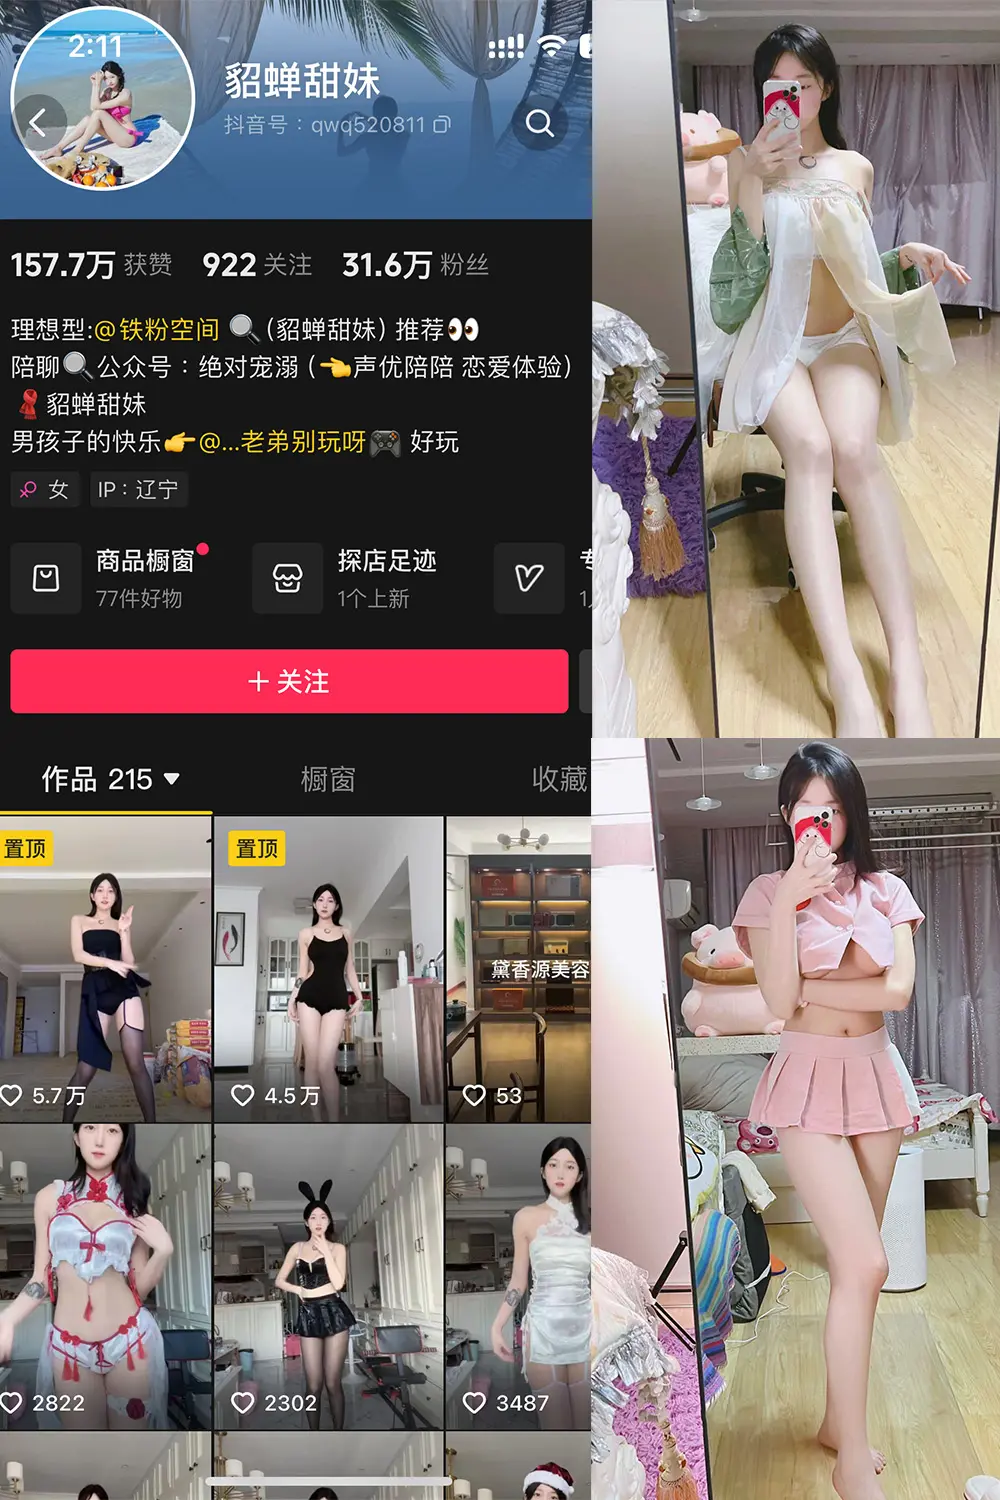 2:11
貂蝉甜妹
抖音号：qwq520811
157.7万 获赞 922 关注 31.6万 粉丝
理想型:@铁粉空间 🔍 (貂蝉甜妹) 推荐👀
陪聊🔍公众号：绝对宠溺 (👈声优陪陪 恋爱体验)
🧣貂蝉甜妹
男孩子的快乐👉@...老弟别玩呀🎮 好玩
女 IP：辽宁
商品橱窗
77件好物
探店足迹
1个上新
+ 关注
作品 215
橱窗
收藏
置顶
置顶
黛香源美容
5.7万
4.5万
53
2822
2302
3487